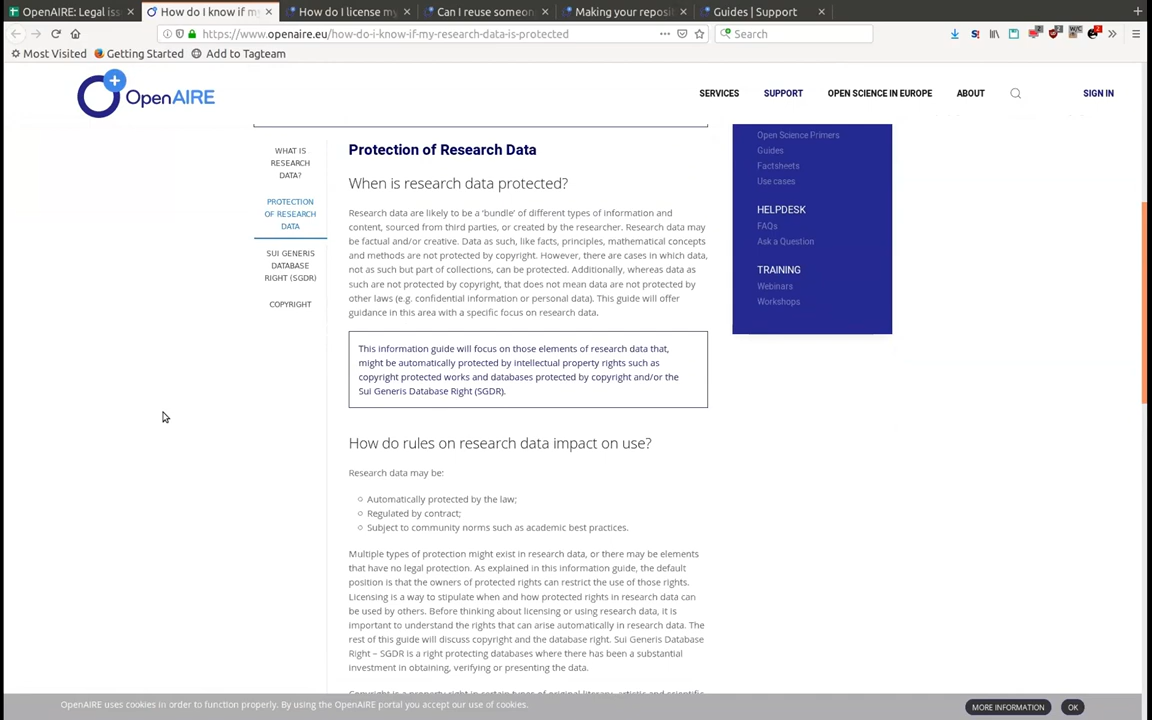 OpenAIRE: Legal iss
How do I know if my
How do I license my
Can I reuse someon
Making your reposi
Guides | Support
https://www.openaire.eu/how-do-i-know-if-my-research-data-is-protected
Search
Most Visited
Getting Started
Add to Tagteam
OpenAIRE
SERVICES
SUPPORT
OPEN SCIENCE IN EUROPE
ABOUT
SIGN IN
WHAT IS
RESEARCH
DATA?
PROTECTION
OF RESEARCH
DATA
SUI GENERIS
DATABASE
RIGHT (SGDR)
COPYRIGHT
Protection of Research Data
When is research data protected?
Research data are likely to be a ‘bundle’ of different types of information and
content, sourced from third parties, or created by the researcher. Research data may
be factual and/or creative. Data as such, like facts, principles, mathematical concepts
and methods are not protected by copyright. However, there are cases in which data,
not as such but part of collections, can be protected. Additionally, whereas data as
such are not protected by copyright, that does not mean data are not protected by
other laws (e.g. confidential information or personal data). This guide will offer
guidance in this area with a specific focus on research data.
This information guide will focus on those elements of research data that,
might be automatically protected by intellectual property rights such as
copyright protected works and databases protected by copyright and/or the
Sui Generis Database Right (SGDR).
How do rules on research data impact on use?
Research data may be:
Automatically protected by the law;
Regulated by contract;
Subject to community norms such as academic best practices.
Multiple types of protection might exist in research data, or there may be elements
that have no legal protection. As explained in this information guide, the default
position is that the owners of protected rights can restrict the use of those rights.
Licensing is a way to stipulate when and how protected rights in research data can
be used by others. Before thinking about licensing or using research data, it is
important to understand the rights that can arise automatically in research data. The
rest of this guide will discuss copyright and the database right. Sui Generis Database
Right – SGDR is a right protecting databases where there has been a substantial
investment in obtaining, verifying or presenting the data.
Open Science Primers
Guides
Factsheets
Use cases
HELPDESK
FAQs
Ask a Question
TRAINING
Webinars
Workshops
OpenAIRE uses cookies in order to function properly. By using the OpenAIRE portal you accept our use of cookies.
MORE INFORMATION
OK